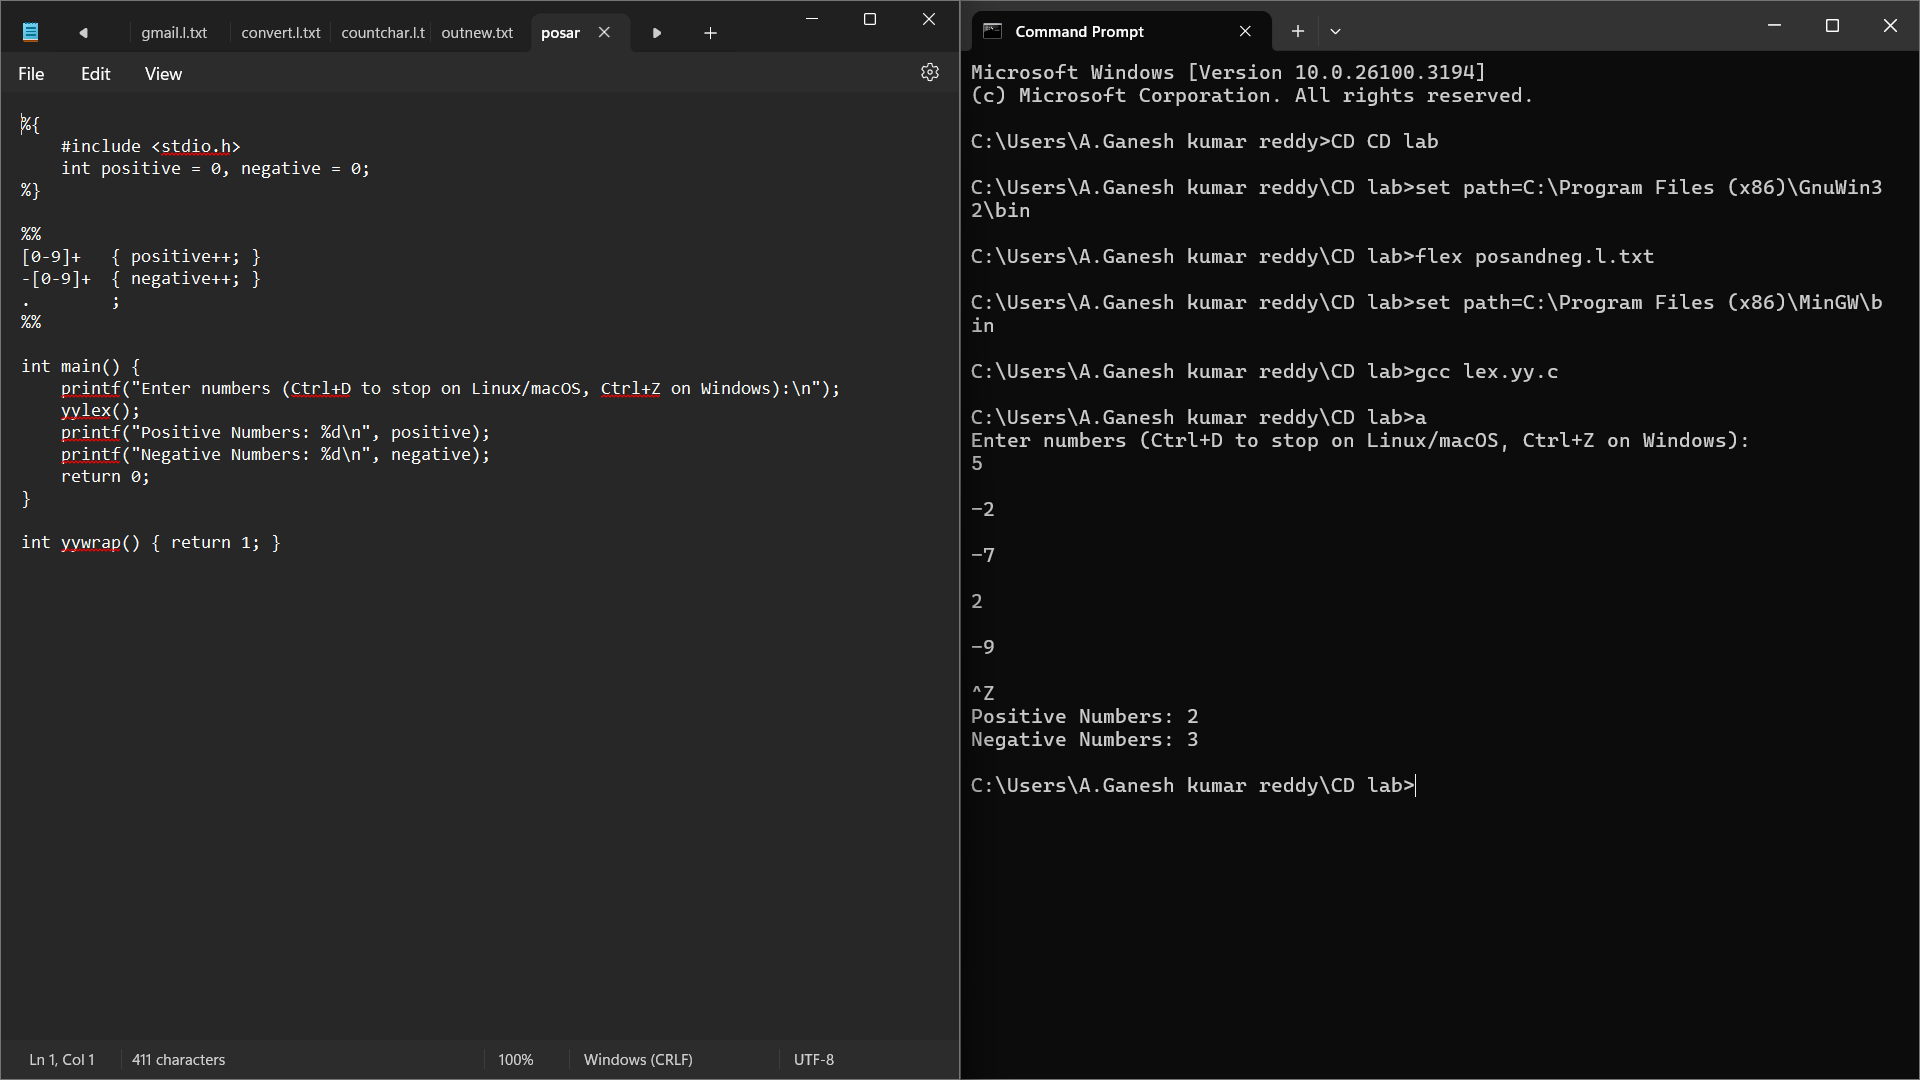 gmail.l.txt convert.l.txt countchar.l.t outnew.txt posar
File Edit View
%{
    #include <stdio.h>
    int positive = 0, negative = 0;
%}

%%
[0-9]+   { positive++; }
-[0-9]+  { negative++; }
.        ;
%%

int main() {
    printf("Enter numbers (Ctrl+D to stop on Linux/macOS, Ctrl+Z on Windows):\n");
    yylex();
    printf("Positive Numbers: %d\n", positive);
    printf("Negative Numbers: %d\n", negative);
    return 0;
}

int yywrap() { return 1; }
Ln 1, Col 1 411 characters 100% Windows (CRLF) UTF-8
Command Prompt
Microsoft Windows [Version 10.0.26100.3194]
(c) Microsoft Corporation. All rights reserved.

C:\Users\A.Ganesh kumar reddy>CD CD lab

C:\Users\A.Ganesh kumar reddy\CD lab>set path=C:\Program Files (x86)\GnuWin3
2\bin

C:\Users\A.Ganesh kumar reddy\CD lab>flex posandneg.l.txt

C:\Users\A.Ganesh kumar reddy\CD lab>set path=C:\Program Files (x86)\MinGW\b
in

C:\Users\A.Ganesh kumar reddy\CD lab>gcc lex.yy.c

C:\Users\A.Ganesh kumar reddy\CD lab>a
Enter numbers (Ctrl+D to stop on Linux/macOS, Ctrl+Z on Windows):
5

-2

-7

2

-9

^Z
Positive Numbers: 2
Negative Numbers: 3

C:\Users\A.Ganesh kumar reddy\CD lab>